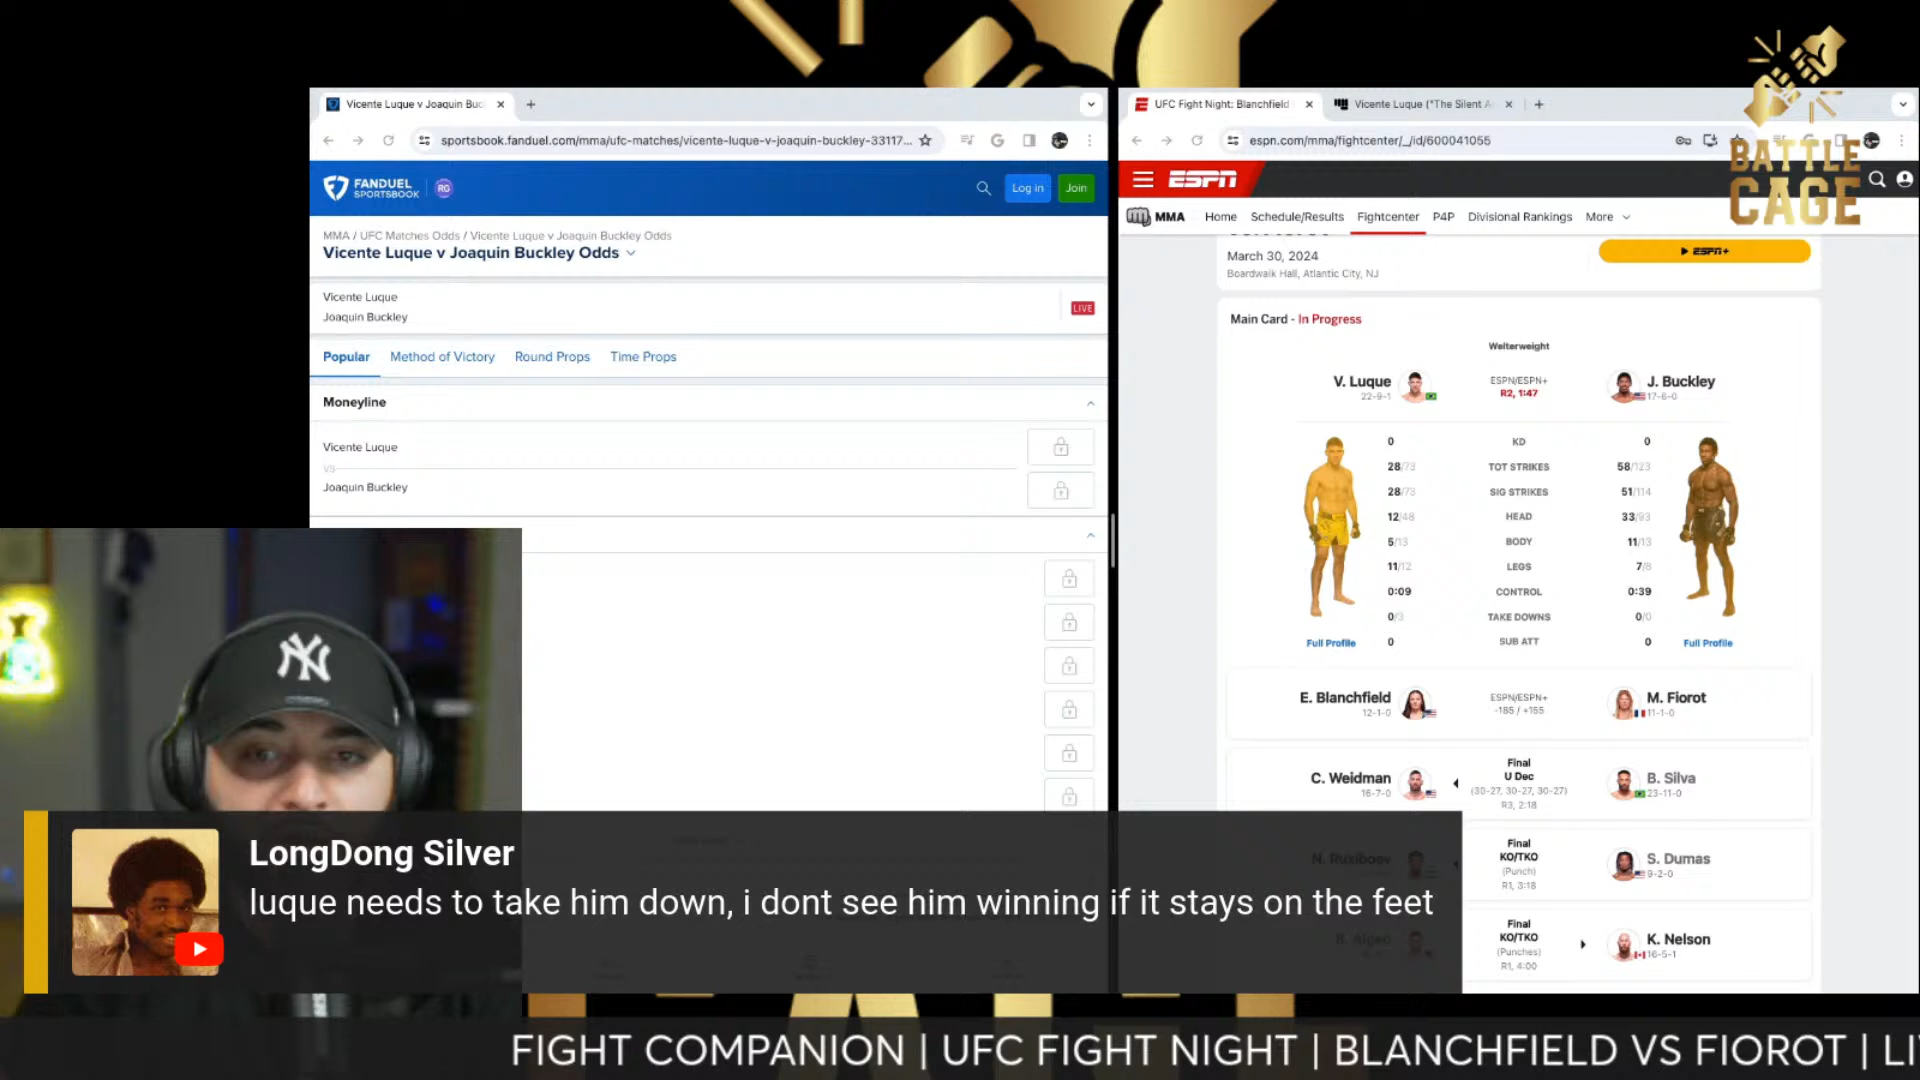 Vicente Luque v Joaquin Buc
sportsbook.fanduel.com/mma/ufc-matches/vicente-luque-v-joaquin-buckley-33117...
FANDUEL
SPORTSBOOK
RG
Log in
Join
MMA / UFC Matches Odds / Vicente Luque v Joaquin Buckley Odds
Vicente Luque v Joaquin Buckley Odds
Vicente Luque
Joaquin Buckley
LIVE
Popular Method of Victory Round Props Time Props
Moneyline
Vicente Luque
VS
Joaquin Buckley
UFC Fight Night: Blanchfield
Vicente Luque ("The Silent A
espn.com/mma/fightcenter/_/id/600041055
BATTLE
CAGE
ESPN
MMA Home Schedule/Results Fightcenter P4P Divisional Rankings More
March 30, 2024
Boardwalk Hall, Atlantic City, NJ
ESPN+
Main Card - In Progress
Welterweight
V. Luque
22-9-1
ESPN/ESPN+
R2, 1:47
J. Buckley
17-6-0
0 KD 0
28/73 TOT STRIKES 58/123
28/73 SIG STRIKES 51/114
12/48 HEAD 33/93
5/13 BODY 11/13
11/12 LEGS 7/8
0:09 CONTROL 0:39
0/3 TAKE DOWNS 0/0
0 SUB ATT 0
Full Profile
Full Profile
E. Blanchfield
12-1-0
ESPN/ESPN+
-185 / +155
M. Fiorot
11-1-0
C. Weidman
16-7-0
Final
U Dec
(30-27, 30-27, 30-27)
R3, 2:18
B. Silva
23-11-0
N. Ruziboev
Final
KO/TKO
(Punch)
R1, 3:18
S. Dumas
9-2-0
B. Algeo
Final
KO/TKO
(Punches)
R1, 4:00
K. Nelson
16-5-1
NY
LongDong Silver
luque needs to take him down, i dont see him winning if it stays on the feet
FIGHT COMPANION | UFC FIGHT NIGHT | BLANCHFIELD VS FIOROT | LI